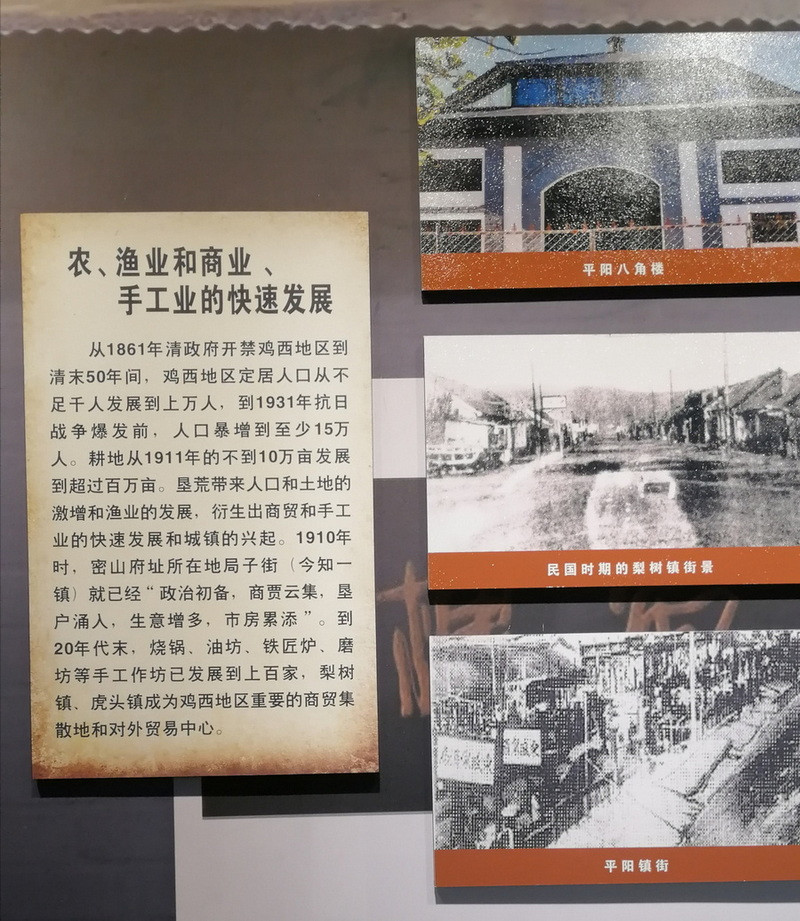 农、渔业和商业、
手工业的快速发展
从1861年清政府开禁鸡西地区到
清末50年间，鸡西地区定居人口从不
足千人发展到上万人，到1931年抗日
战争爆发前，人口暴增到至少15万
人。耕地从1911年的不到10万亩发展
到超过百万亩。垦荒带来人口和土地的
激增和渔业的发展，衍生出商贸和手工
业的快速发展和城镇的兴起。1910年
时，密山府址所在地局子街（今知一
镇）就已经“政治初备，商贾云集，垦
户涌入，生意增多，市房累添”。到
20年代末，烧锅、油坊、铁匠炉、磨
坊等手工作坊已发展到上百家，梨树
镇、虎头镇成为鸡西地区重要的商贸集
散地和对外贸易中心。
平阳八角楼
民国时期的梨树镇街景
平阳镇街